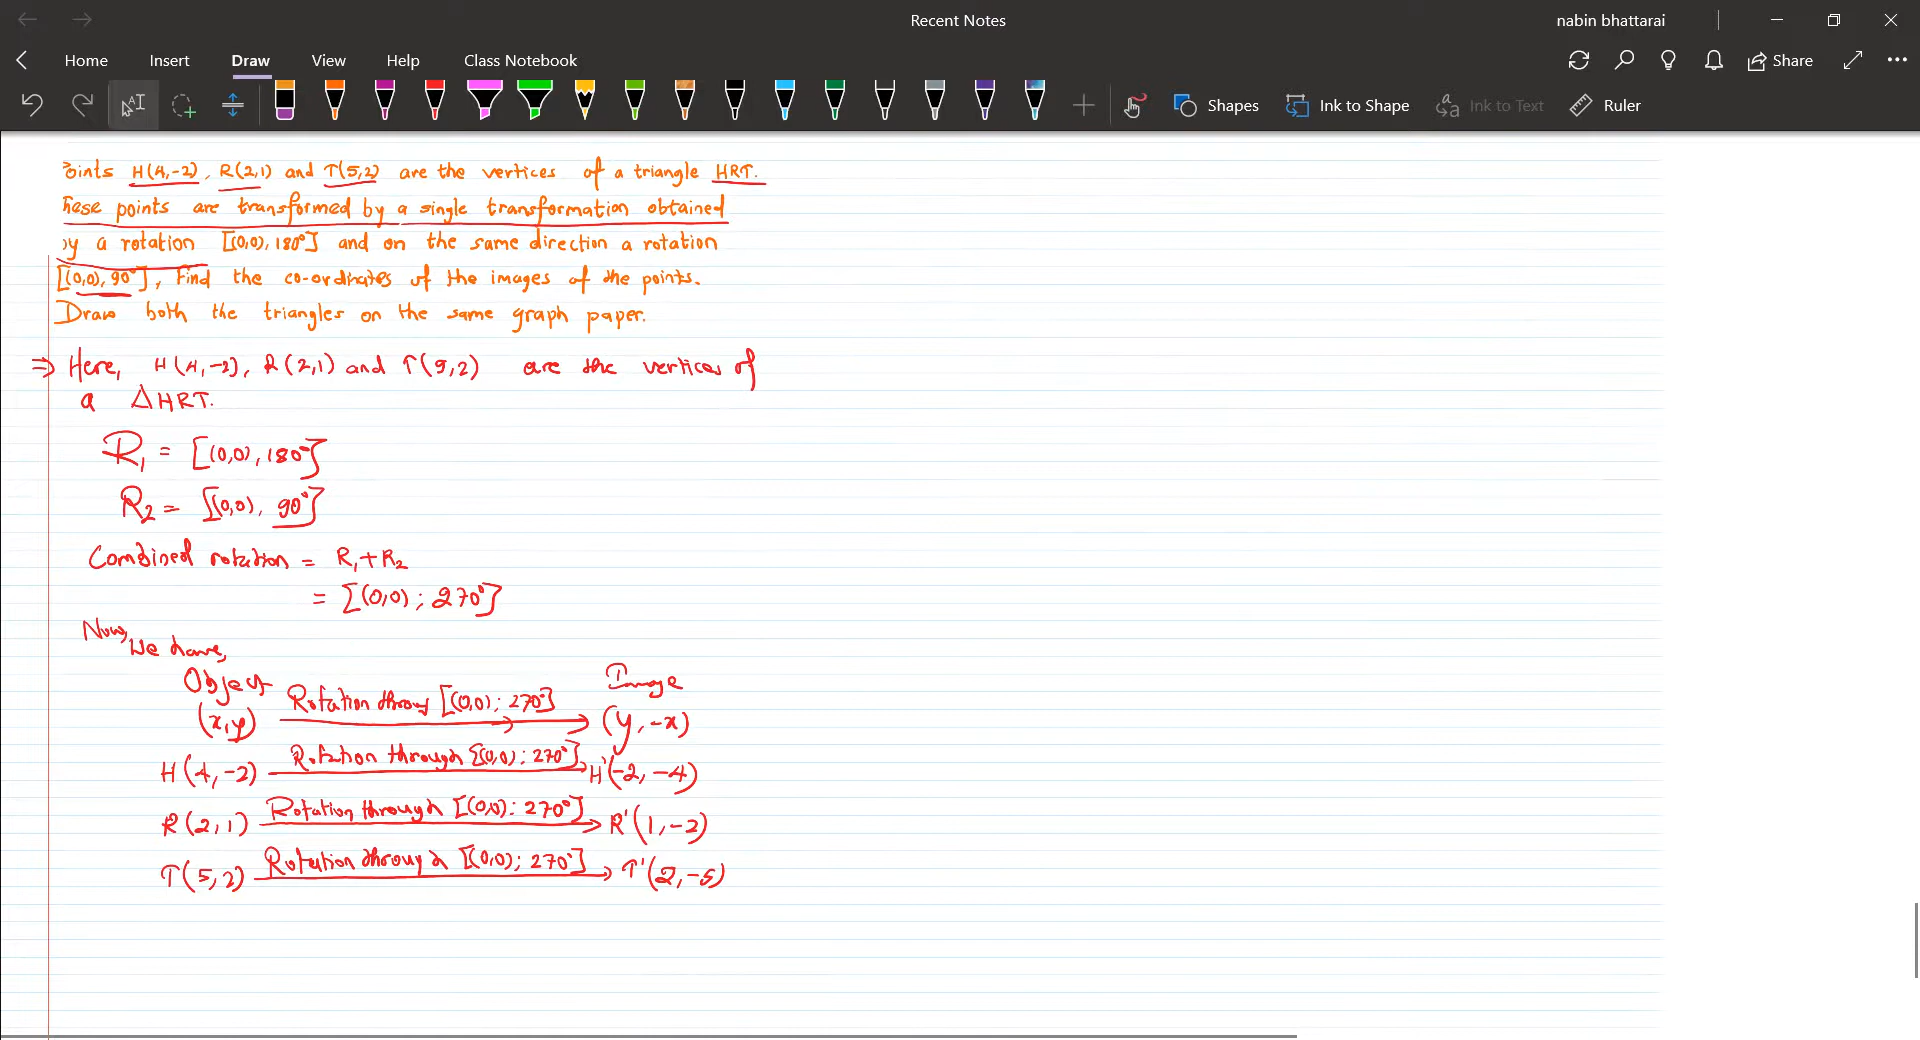 Recent Notes
nabin bhattarai
Home Insert Draw View Help Class Notebook
Share
Shapes Ink to Shape Ink to Text Ruler
oints H(4,-2), R(2,1) and T(5,2) are the vertices of a triangle HRT.
hese points are transformed by a single transformation obtained
by a rotation [(0,0), 180°] and on the same direction a rotation
[(0,0), 90°], Find the co-ordinates of the images of the points.
Draw both the triangles on the same graph paper.
⇒ Here, H(4,-2), R(2,1) and T(5,2) are the vertices of
a △HRT.
R₁ = [(0,0), 180°]
R₂ = [(0,0), 90°]
Combined rotation = R₁+R₂
= [(0,0); 270°]
Now,
We have,
Object Image
(x,y) Rotation throug [(0,0); 270°] → (y,-x)
H(4,-2) Rotation through [(0,0); 270°] → H'(-2,-4)
R(2,1) Rotation through [(0,0); 270°] → R'(1,-2)
T(5,2) Rotation through [(0,0); 270°] → T'(2,-5)